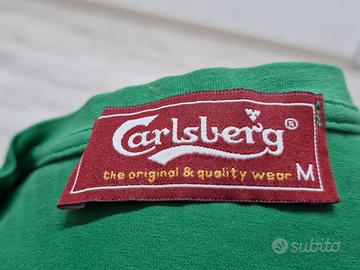 Carlsberg®
the original & quality wear M
subito